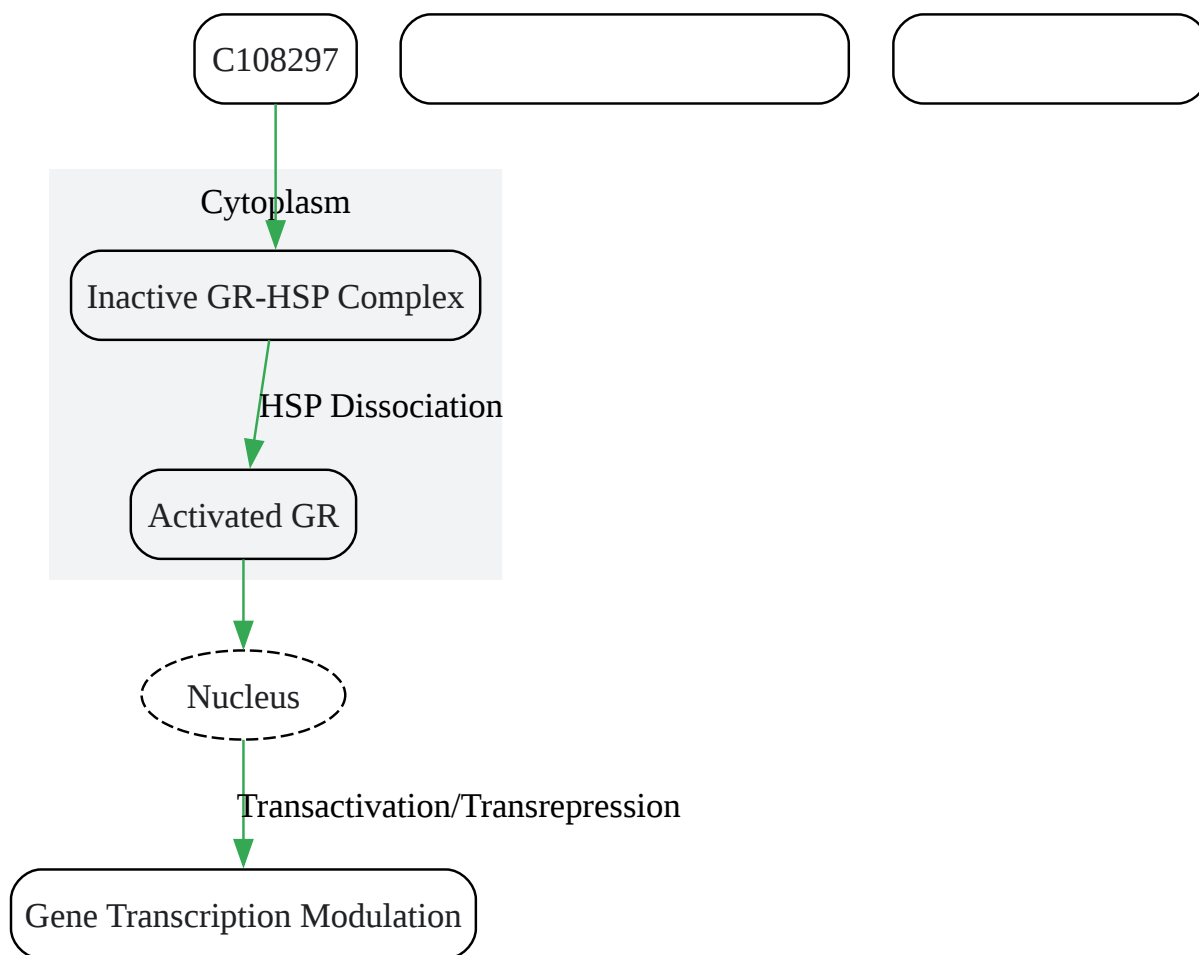 C108297
Cytoplasm
Inactive GR-HSP Complex
HSP Dissociation
Activated GR
Nucleus
Transactivation/Transrepression
Gene Transcription Modulation